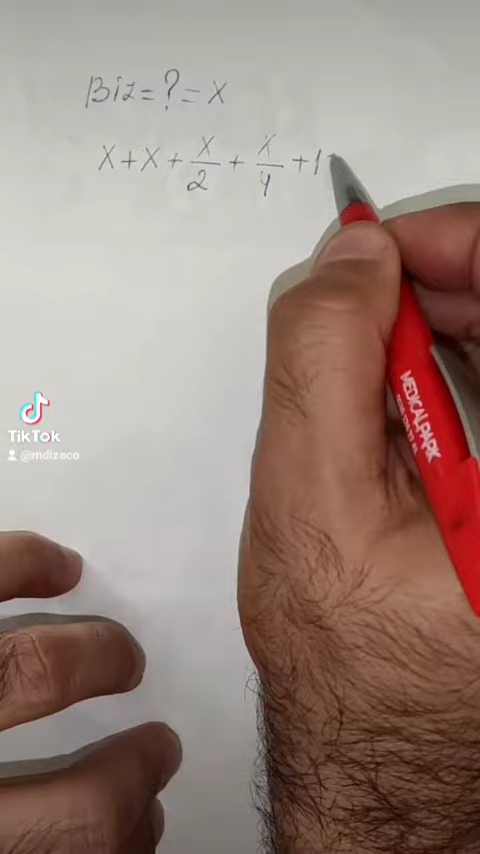 Biz = ? = x
x + x + x/2 + x/4 + 1
TikTok
@mdizaco
MEDICALPARK